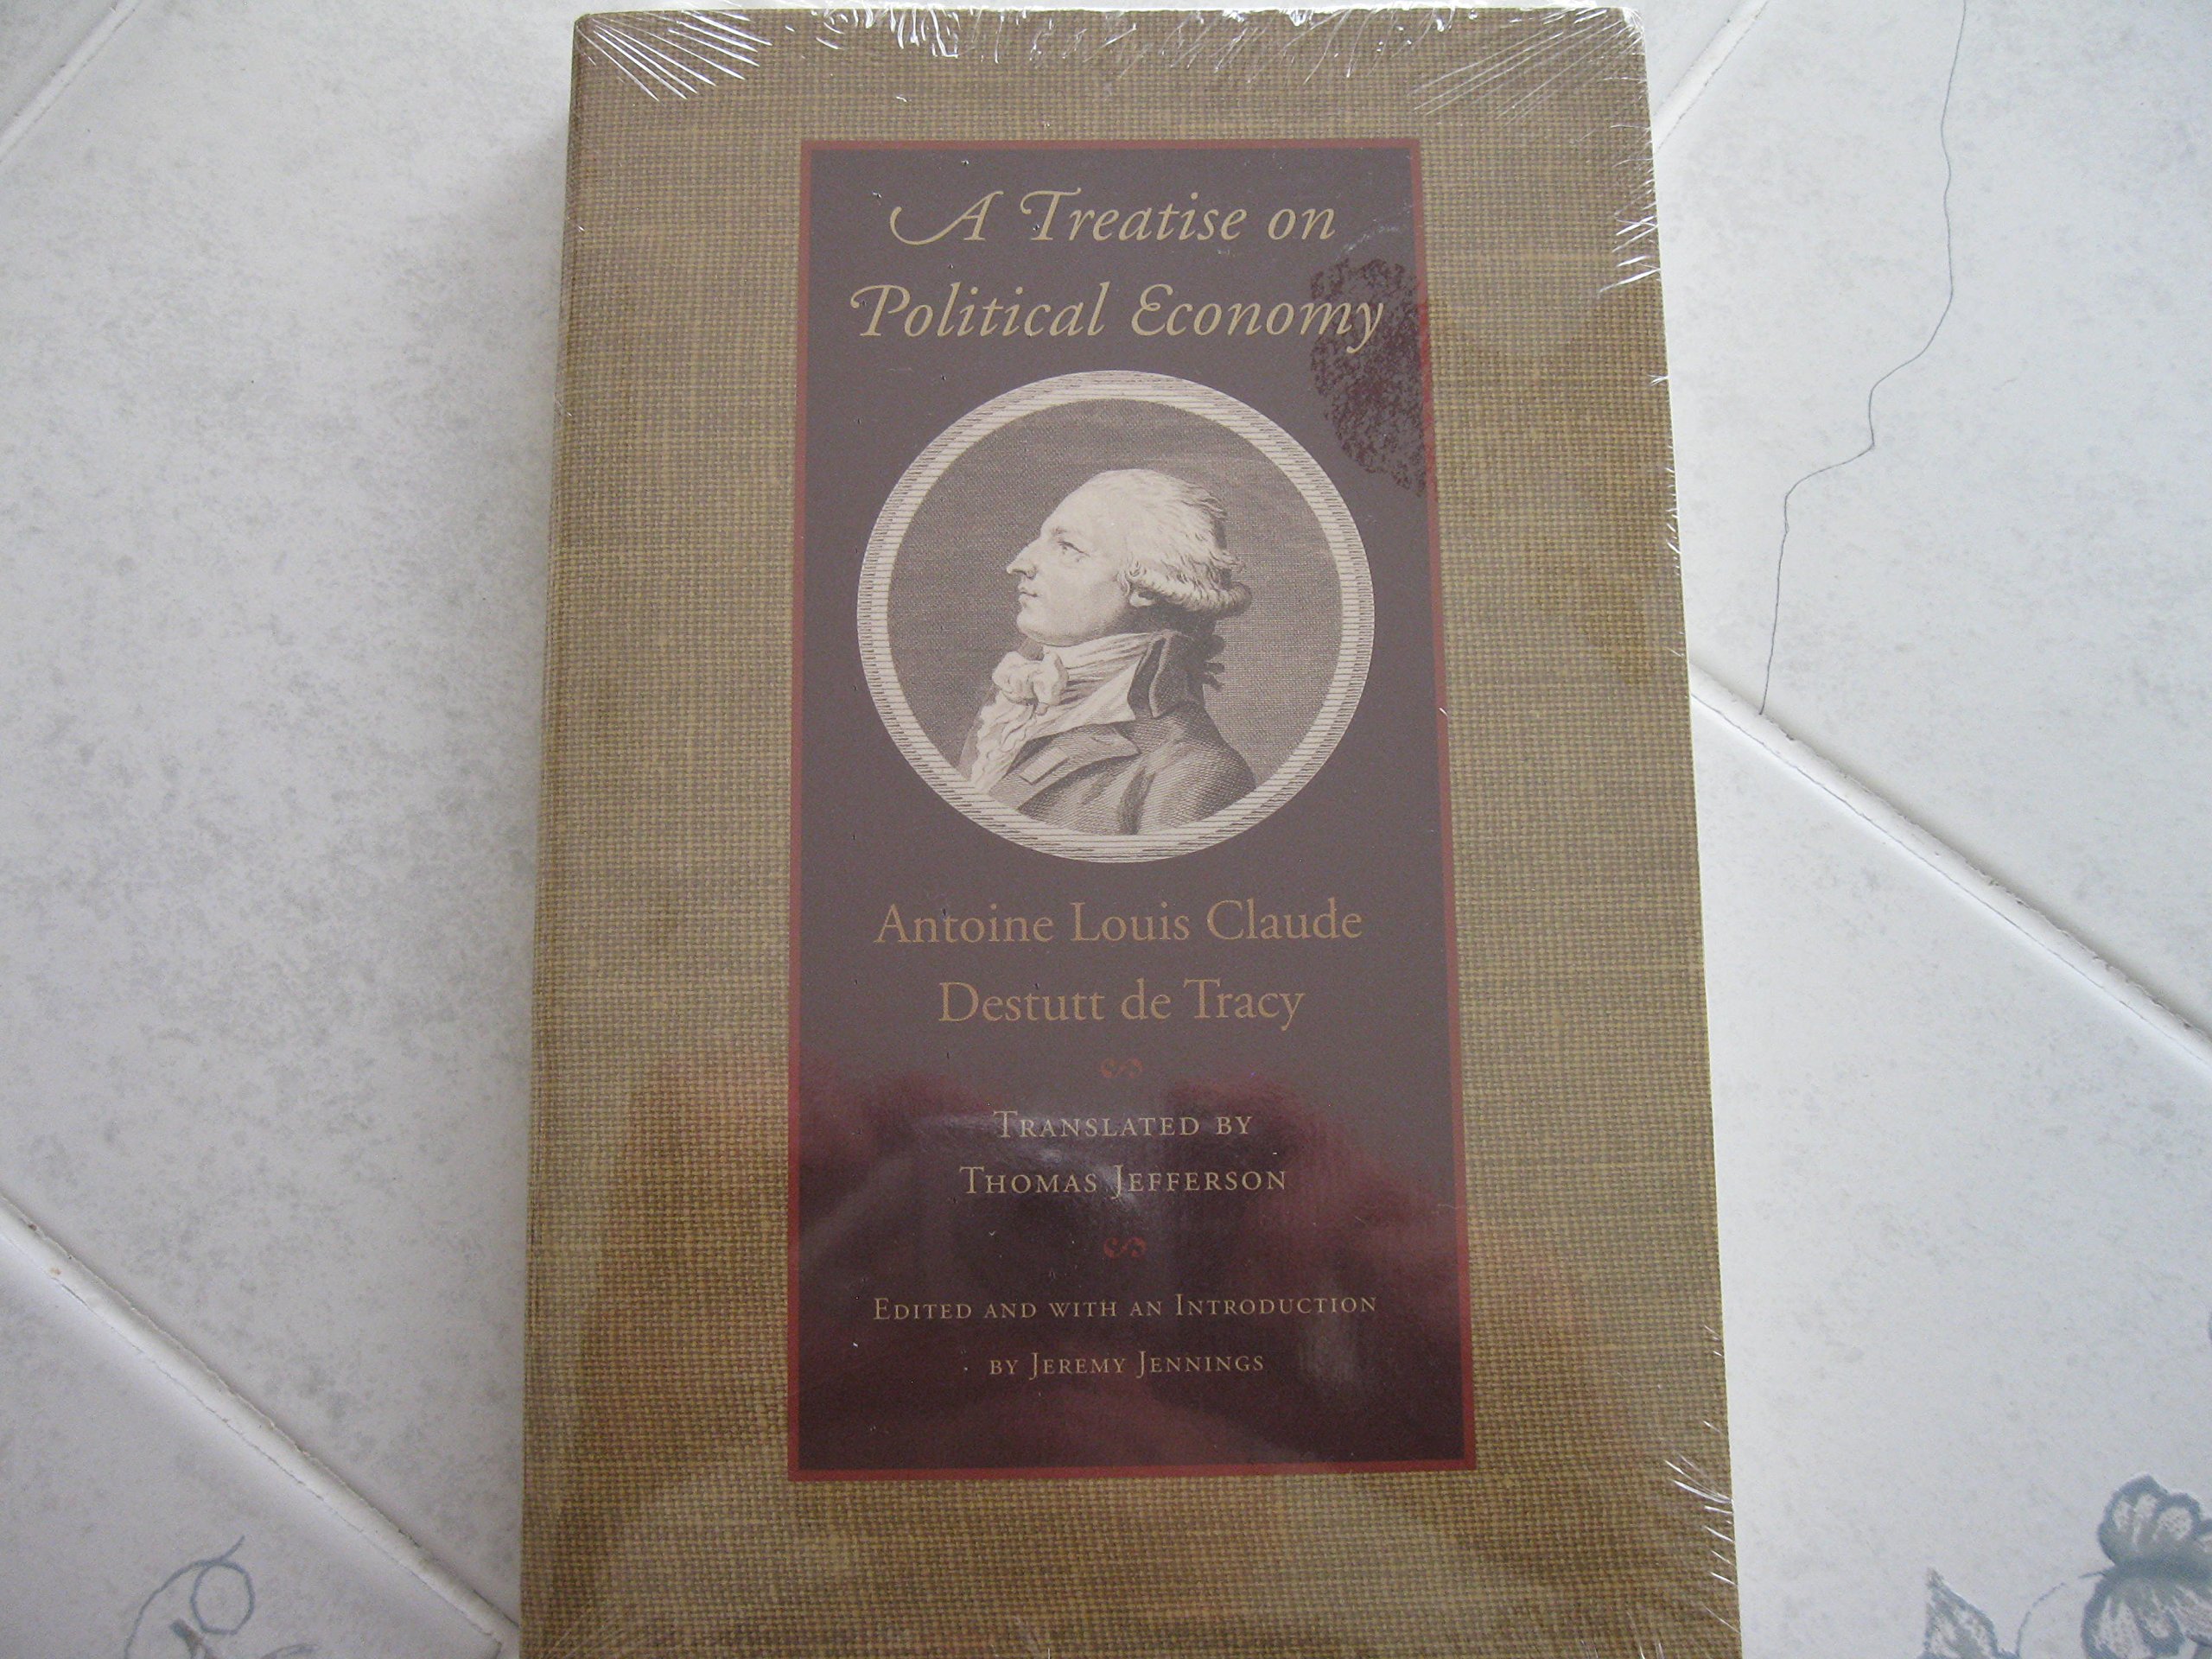 A Treatise on
Political Economy
Antoine Louis Claude
Destutt de Tracy
Translated by
Thomas Jefferson
Edited and with an Introduction
by Jeremy Jennings